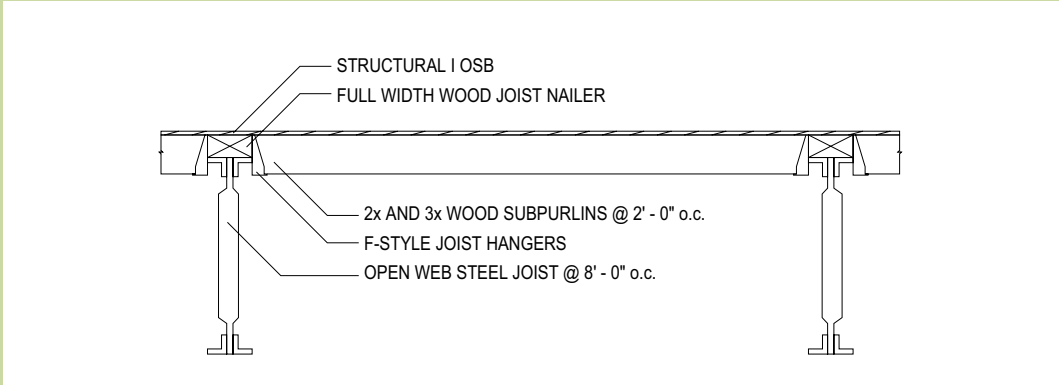 STRUCTURAL I OSB
FULL WIDTH WOOD JOIST NAILER
2x AND 3x WOOD SUBPURLINS @ 2' - 0" o.c.
F-STYLE JOIST HANGERS
OPEN WEB STEEL JOIST @ 8' - 0" o.c.